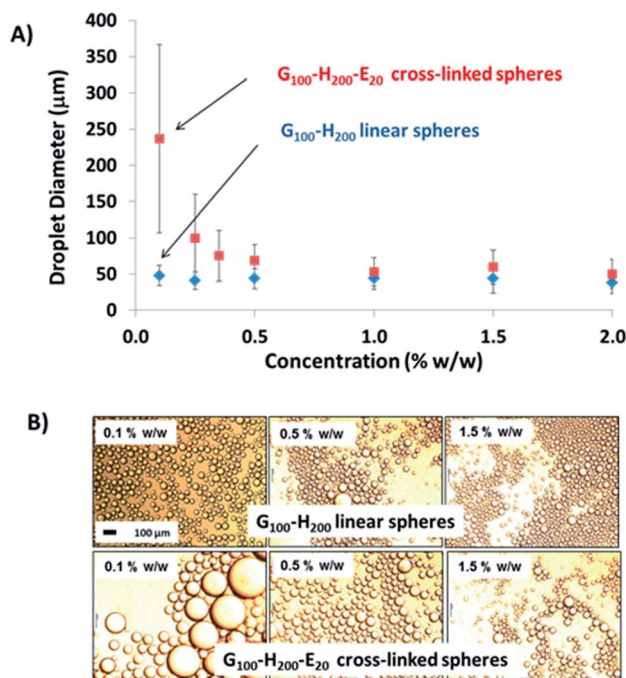 A)
400
350
300
250
200
150
100
50
0
Droplet Diameter (μm)
G₁₀₀-H₂₀₀-E₂₀ cross-linked spheres
G₁₀₀-H₂₀₀ linear spheres
0.0 0.5 1.0 1.5 2.0
Concentration (% w/w)
B)
0.1 % w/w 0.5 % w/w 1.5 % w/w
100 μm
G₁₀₀-H₂₀₀ linear spheres
0.1 % w/w 0.5 % w/w 1.5 % w/w
G₁₀₀-H₂₀₀-E₂₀ cross-linked spheres